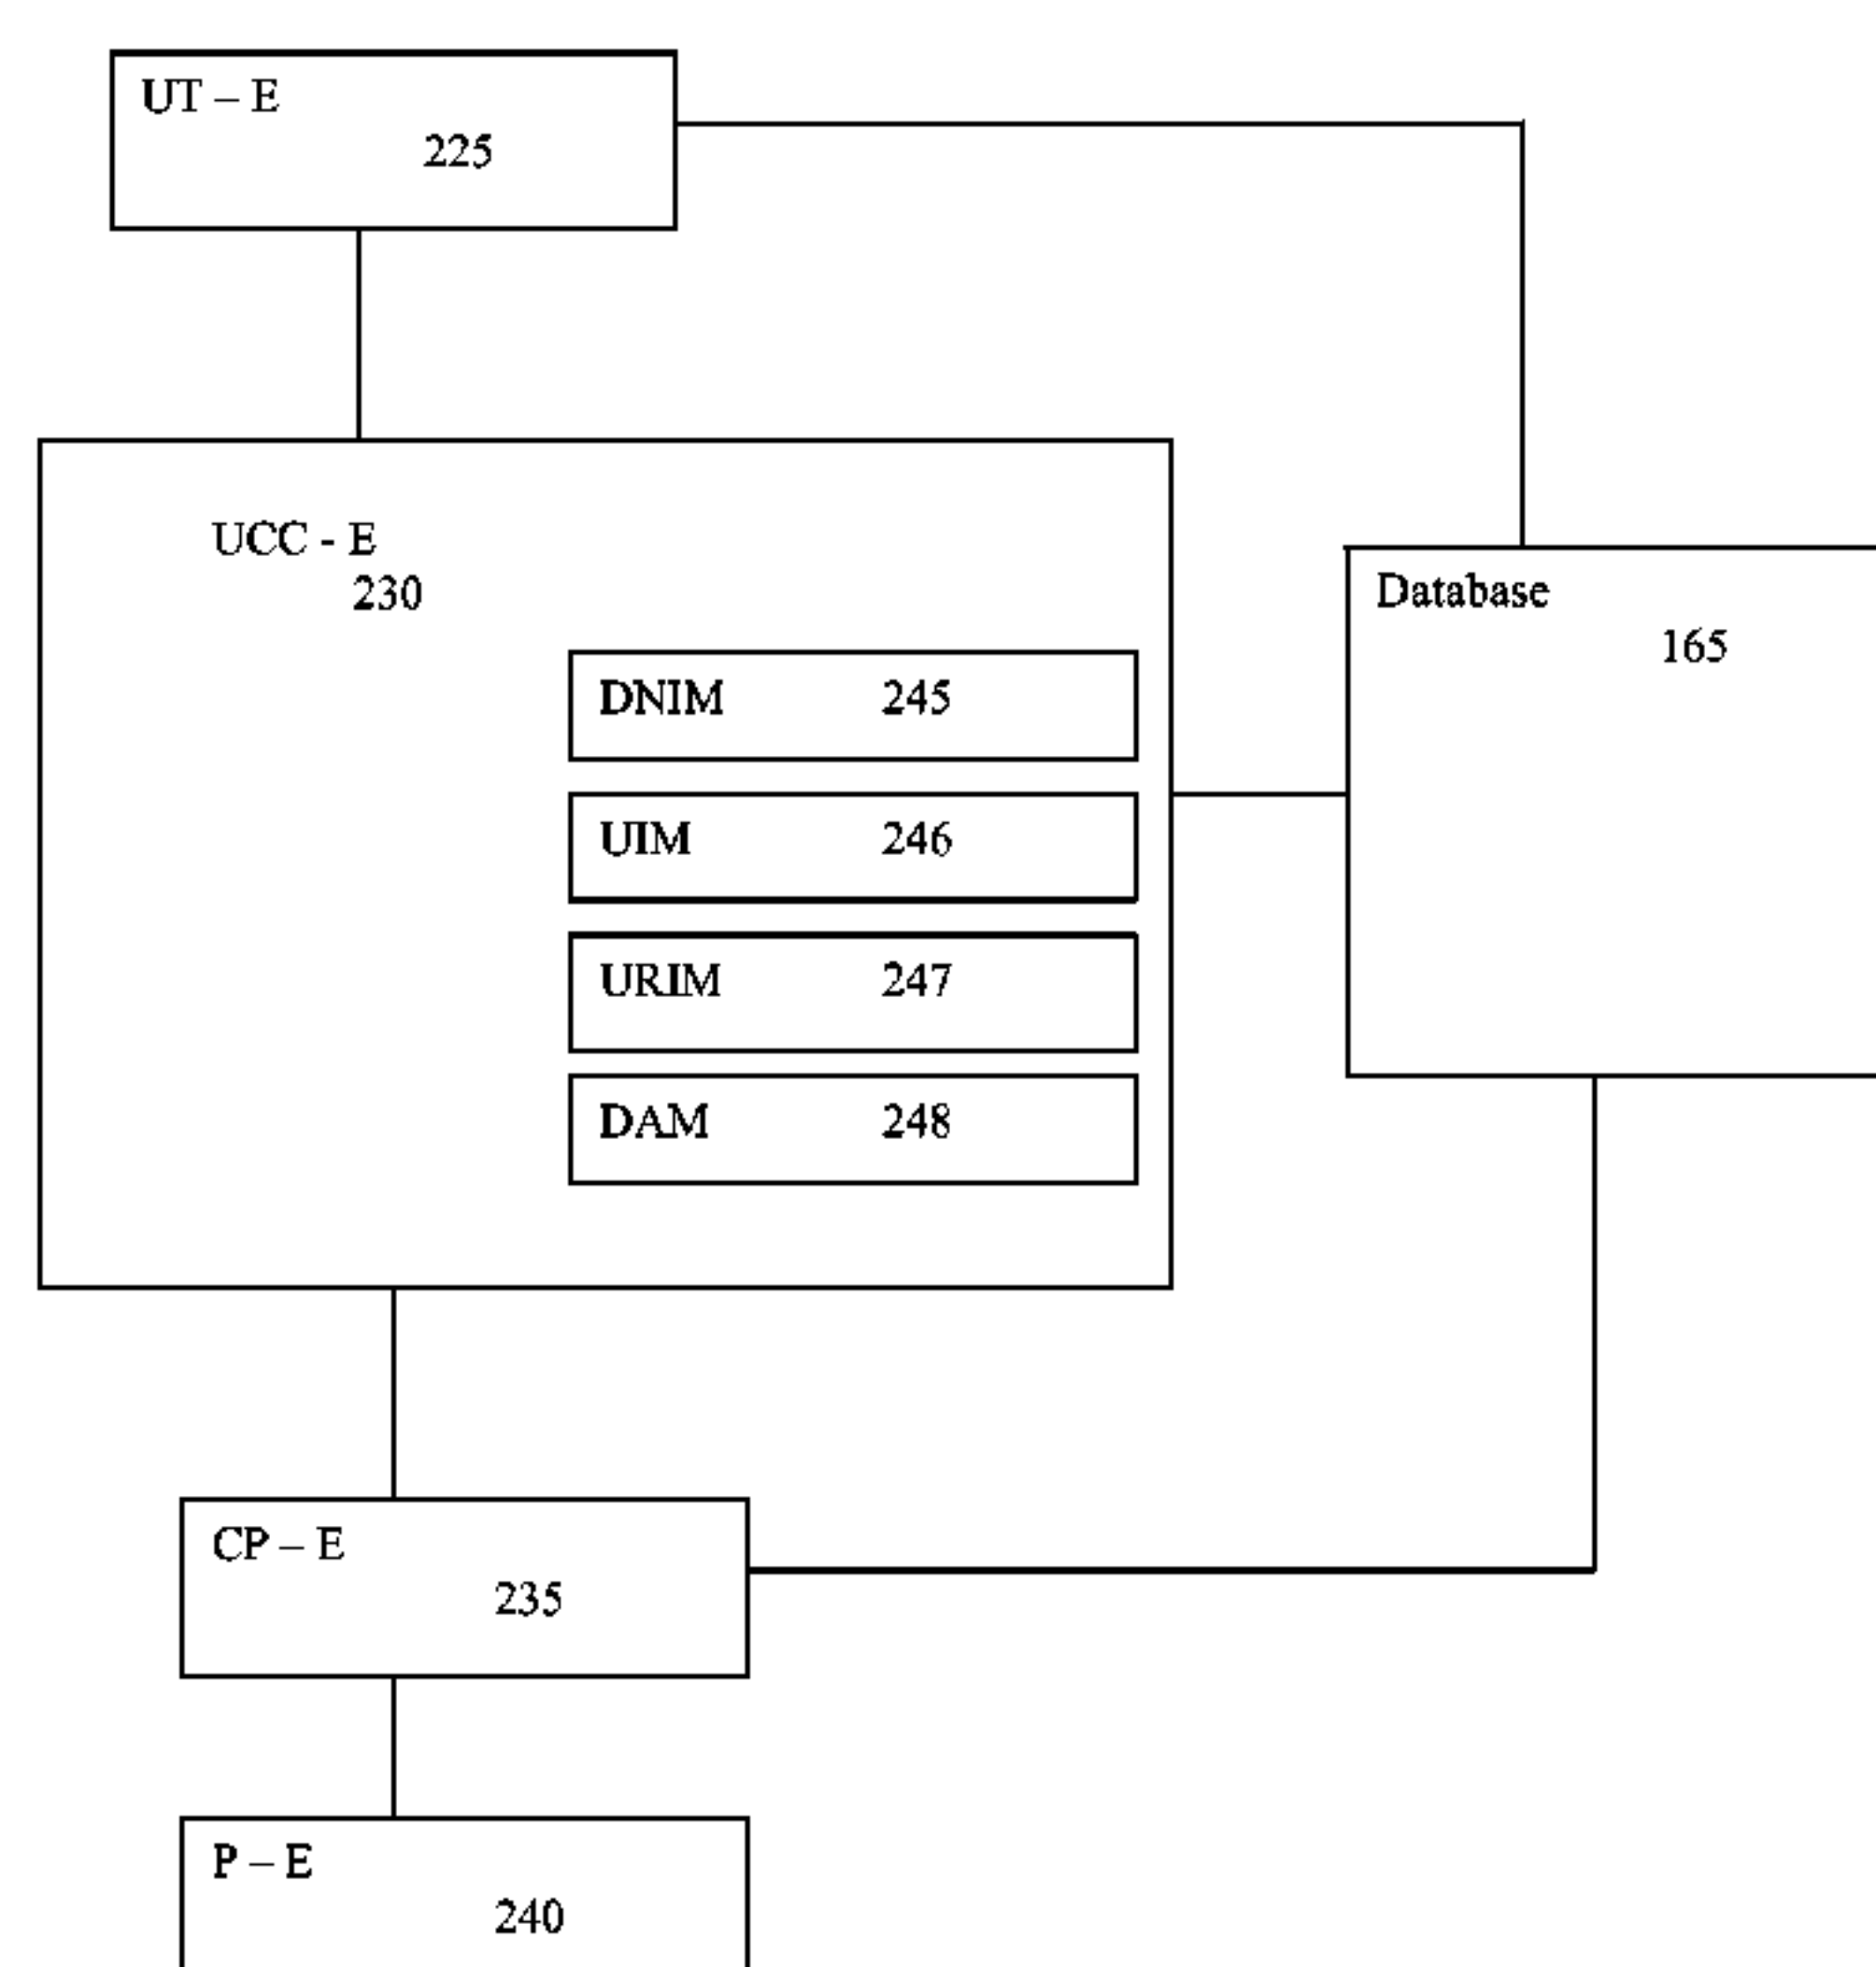 UT – E
225
UCC - E
230
Database
165
DNIM 245
UIM 246
URIM 247
DAM 248
CP – E
235
P – E
240